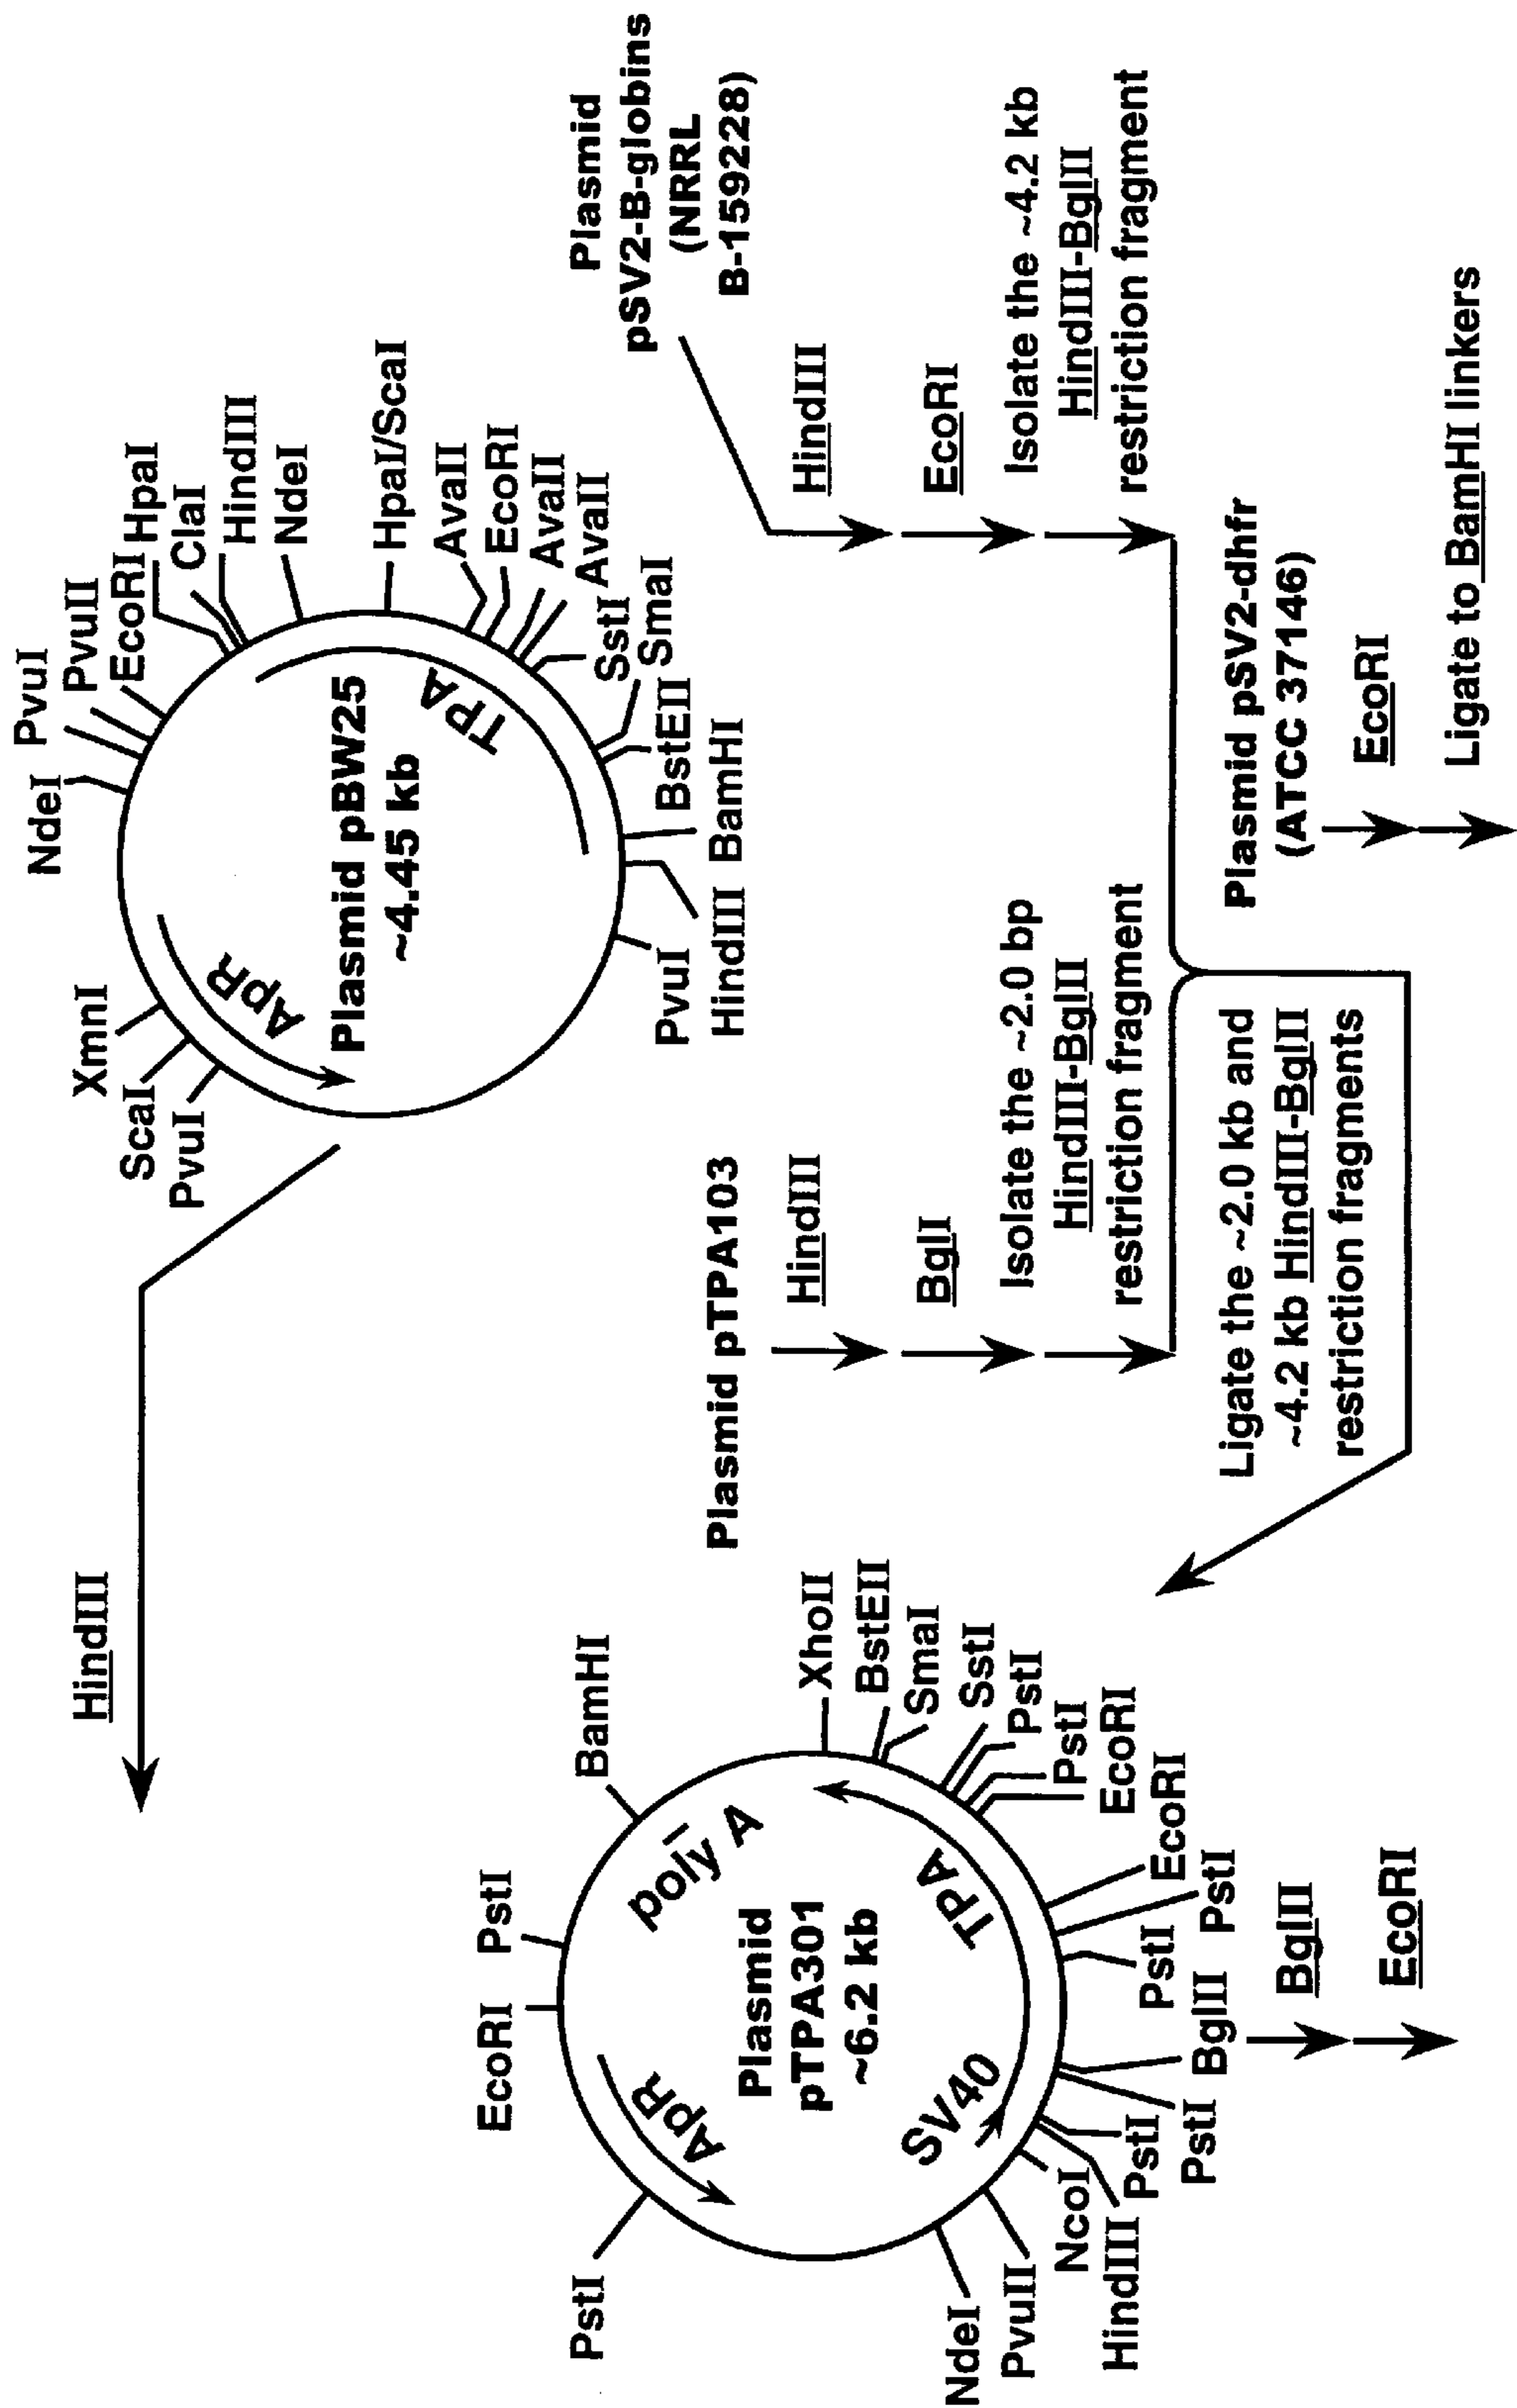 HindIII
EcoRI
PstI
BamHI
XhoII
BstEII
SmaI
SstI
PstI
PstI
EcoRI
EcoRI
PstI
PstI
BglII
PstI
PstI
HindIII
NcoI
PvuII
NdeI
PstI
ApR
poly A
TPA
SV40
Plasmid
pTPA301
~6.2 kb
BglII
EcoRI
XmnI
ScaI
PvuI
NdeI
PvuI
PvuII
EcoRI
HpaI
ClaI
HindIII
NdeI
HpaI/ScaI
AvaII
EcoRI
AvaII
AvaII
SstI
SmaI
BstEII
BamHI
HindIII
PvuI
ApR
TPA
Plasmid pBW25
~4.45 kb
Plasmid pTPA103
HindIII
BglI
Isolate the ~2.0 bp
HindIII-BglII
restriction fragment
Plasmid
pSV2-B-globins
(NRRL
B-159228)
HindIII
EcoRI
Isolate the ~4.2 kb
HindIII-BglII
restriction fragment
Ligate the ~2.0 kb and
~4.2 kb HindIII-BglII
restriction fragments
Plasmid pSV2-dhfr
(ATCC 37146)
EcoRI
Ligate to BamHI linkers